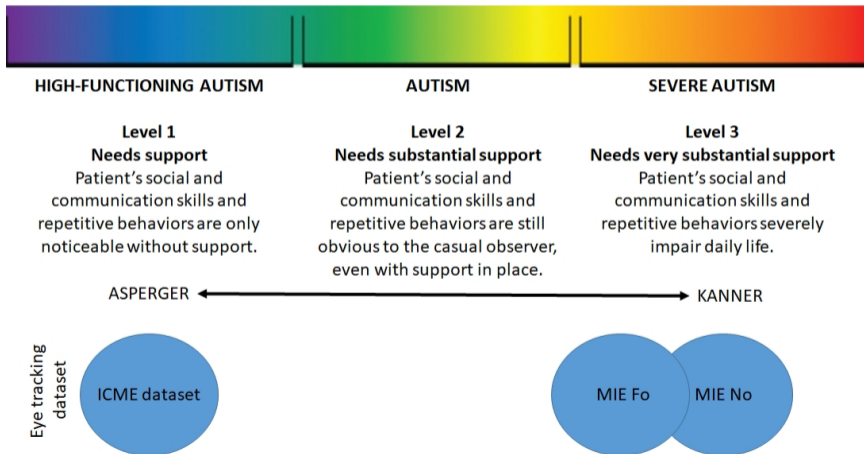 HIGH-FUNCTIONING AUTISM
Level 1
Needs support
Patient's social and
communication skills and
repetitive behaviors are only
noticeable without support.
AUTISM
Level 2
Needs substantial support
Patient's social and
communication skills and
repetitive behaviors are still
obvious to the casual observer,
even with support in place.
SEVERE AUTISM
Level 3
Needs very substantial support
Patient's social and
communication skills and
repetitive behaviors severely
impair daily life.
ASPERGER
KANNER
Eye tracking
dataset
ICME dataset
MIE Fo
MIE No